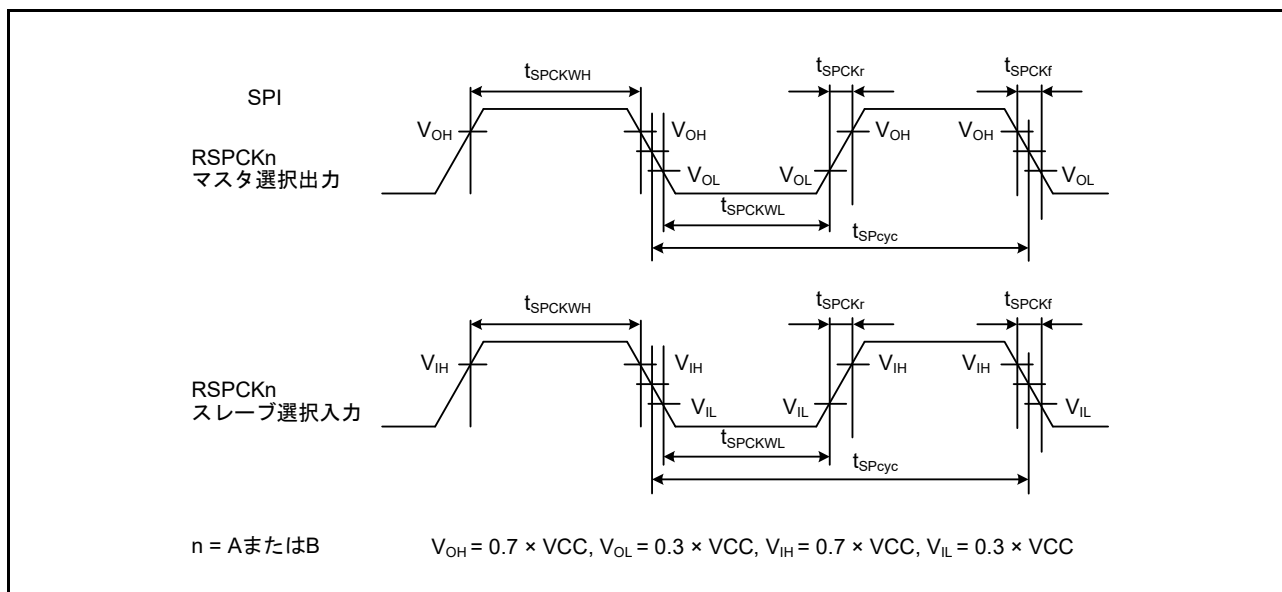 SPI
tSPCKWH
tSPCKr
tSPCKf
VOH
VOH
VOH
VOH
RSPCKn
マスタ選択出力
VOL
VOL
VOL
tSPCKWL
tSPcyc
tSPCKWH
tSPCKr
tSPCKf
VIH
VIH
VIH
VIH
RSPCKn
スレーブ選択入力
VIL
VIL
VIL
tSPCKWL
tSPcyc
n = AまたはB
VOH = 0.7 × VCC, VOL = 0.3 × VCC, VIH = 0.7 × VCC, VIL = 0.3 × VCC